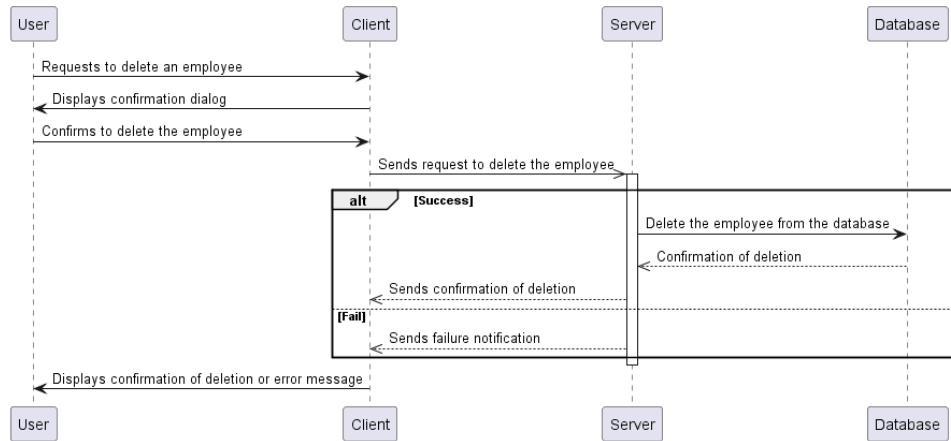 User Client Server Database
Requests to delete an employee
Displays confirmation dialog
Confirms to delete the employee
Sends request to delete the employee
alt [Success]
Delete the employee from the database
Confirmation of deletion
Sends confirmation of deletion
[Fail]
Sends failure notification
Displays confirmation of deletion or error message
User Client Server Database